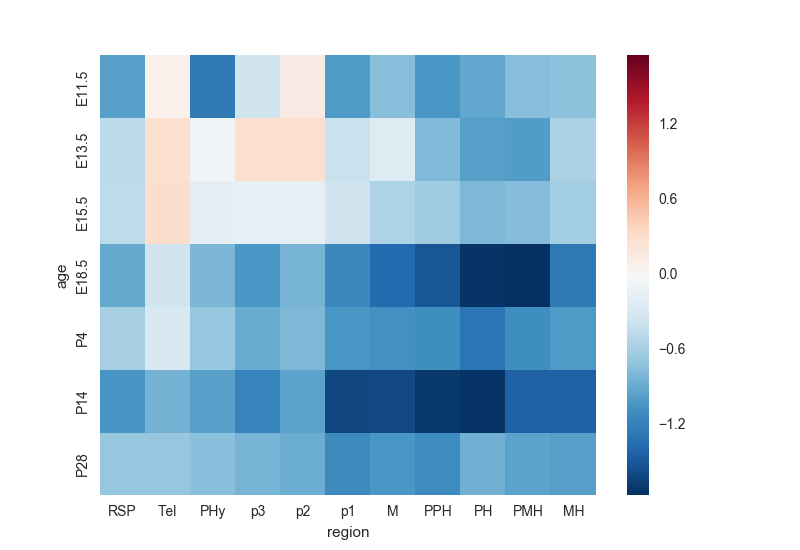 E11.5
E13.5
E15.5
E18.5
P4
P14
P28
age
RSP Tel PHy p3 p2 p1 M PPH PH PMH MH
region
1.2
0.6
0.0
−0.6
−1.2